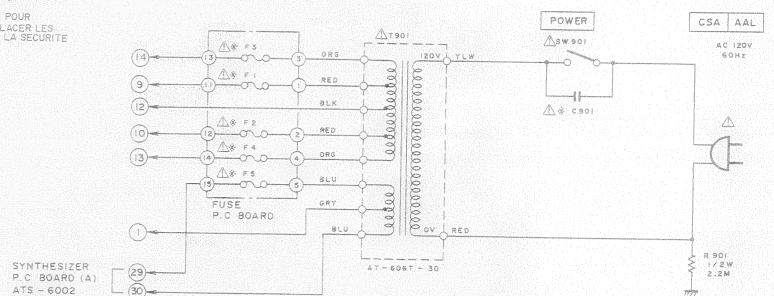 POUR
LACER LES
LA SECURITE
POWER
CSA AAL
⚠T901
⚠SW901
AC 120V
60Hz
14 13 ⚠※ F3 3 ORG 120V YLW
9 11 ⚠※ F1 1 RED
12 BLK
⚠※ C901
10 12 ⚠※ F2 2 RED
13 14 ⚠※ F4 4 ORG
15 ⚠※ F5 5 BLU
FUSE
P.C BOARD
GRY
1 BLU 0V RED
SYNTHESIZER
P.C. BOARD (A)
ATS - 6002
29
30
AT - 606T - 30
R901
1/2W
2.2M